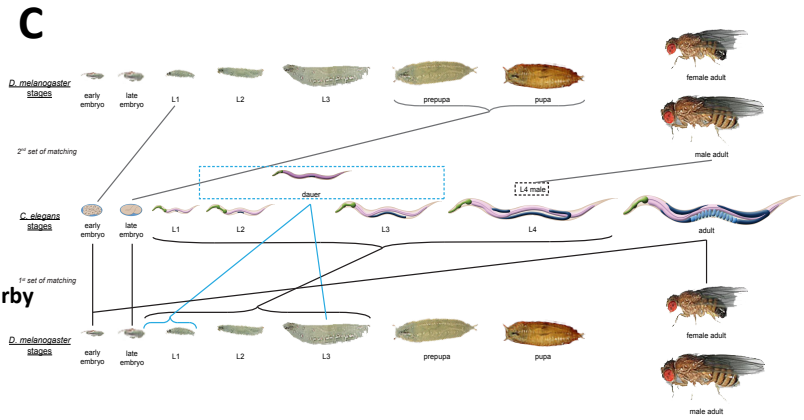 C
D. melanogaster
stages
early
embryo
late
embryo
L1
L2
L3
prepupa
pupa
female adult
male adult
2nd set of matching
dauer
L4 male
C. elegans
stages
early
embryo
late
embryo
L1
L2
L3
L4
adult
1st set of matching
rby
D. melanogaster
stages
early
embryo
late
embryo
L1
L2
L3
prepupa
pupa
female adult
male adult